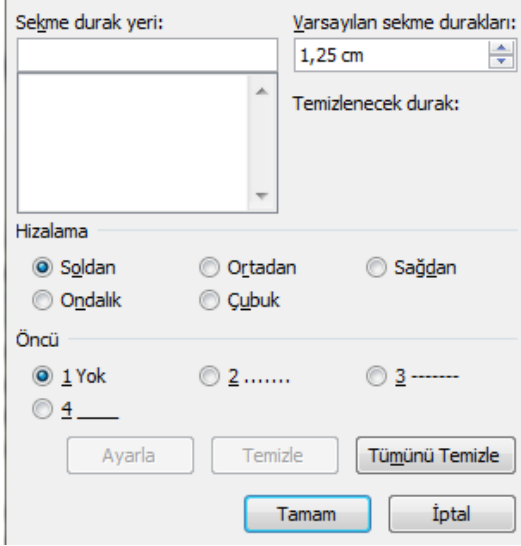 Sekme durak yeri: Varsayılan sekme durakları:
1,25 cm
Temizlenecek durak:
Hizalama
Soldan Ortadan Sağdan
Ondalık Çubuk
Öncü
1 Yok 2 ....... 3 -------
4 ____
Ayarla Temizle Tümünü Temizle
Tamam İptal